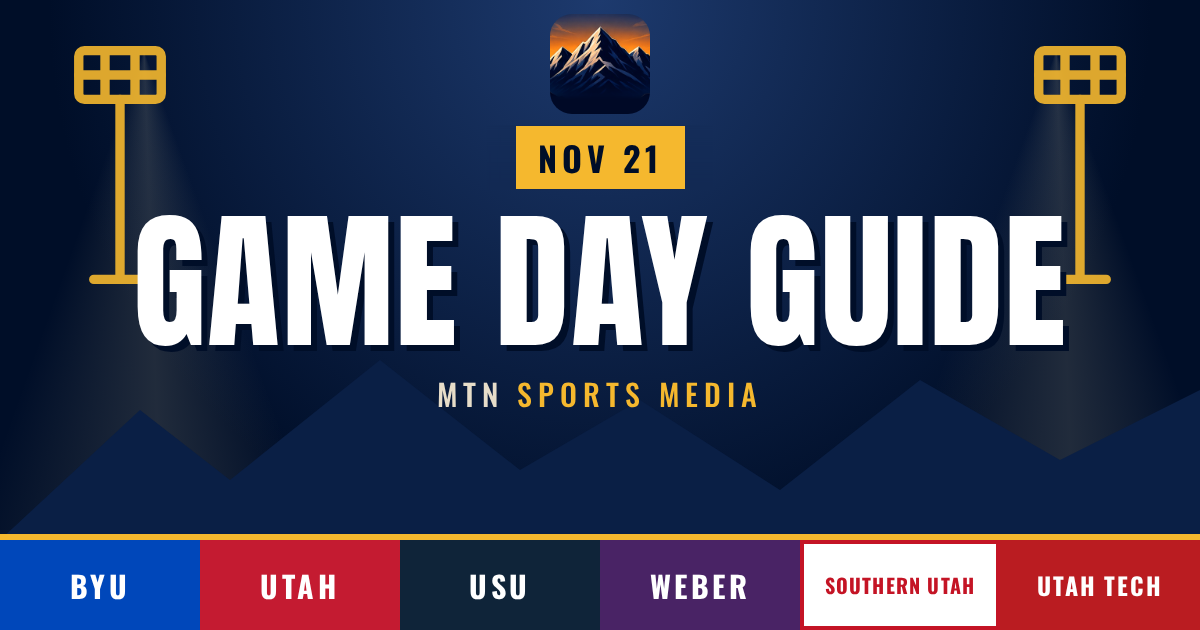 NOV 21
GAME DAY GUIDE
MTN SPORTS MEDIA
BYU
UTAH
USU
WEBER
SOUTHERN UTAH
UTAH TECH